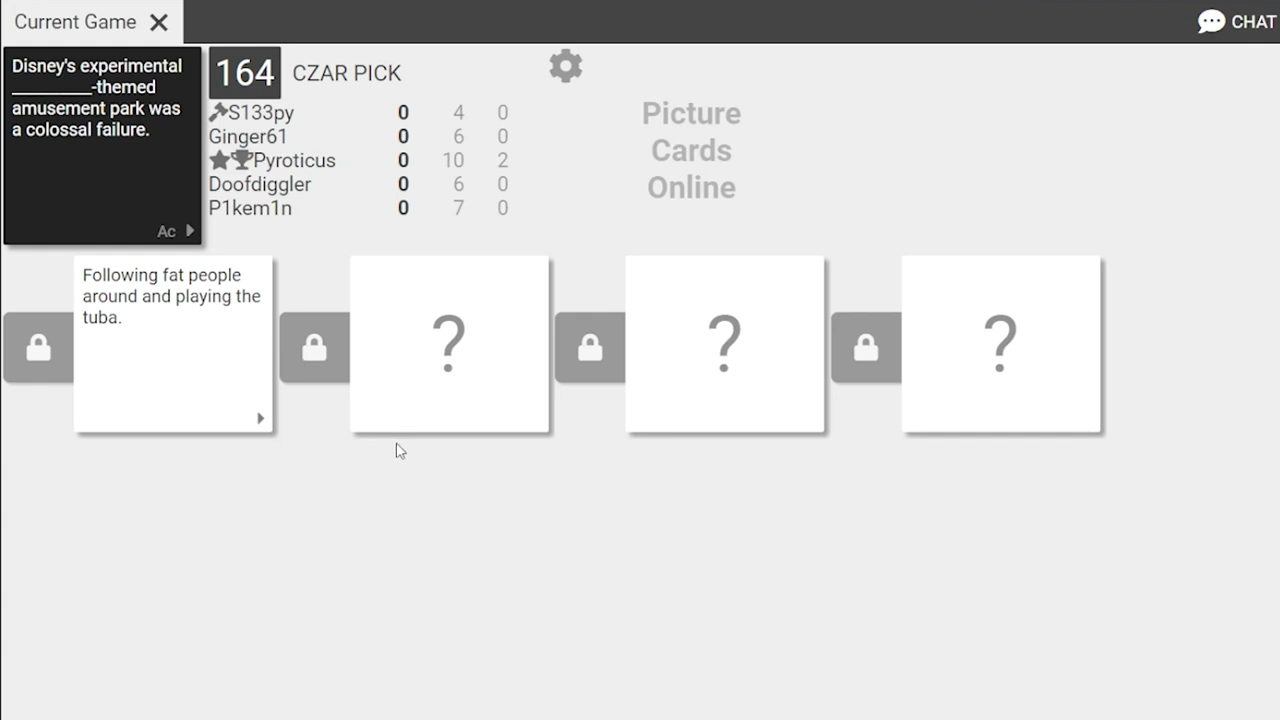 Current Game
CHAT
Disney's experimental
_________-themed
amusement park was
a colossal failure.
Ac
164 CZAR PICK
S133py 0 4 0
Ginger61 0 6 0
Pyroticus 0 10 2
Doofdiggler 0 6 0
P1kem1n 0 7 0
Picture
Cards
Online
Following fat people
around and playing the
tuba.
?
?
?